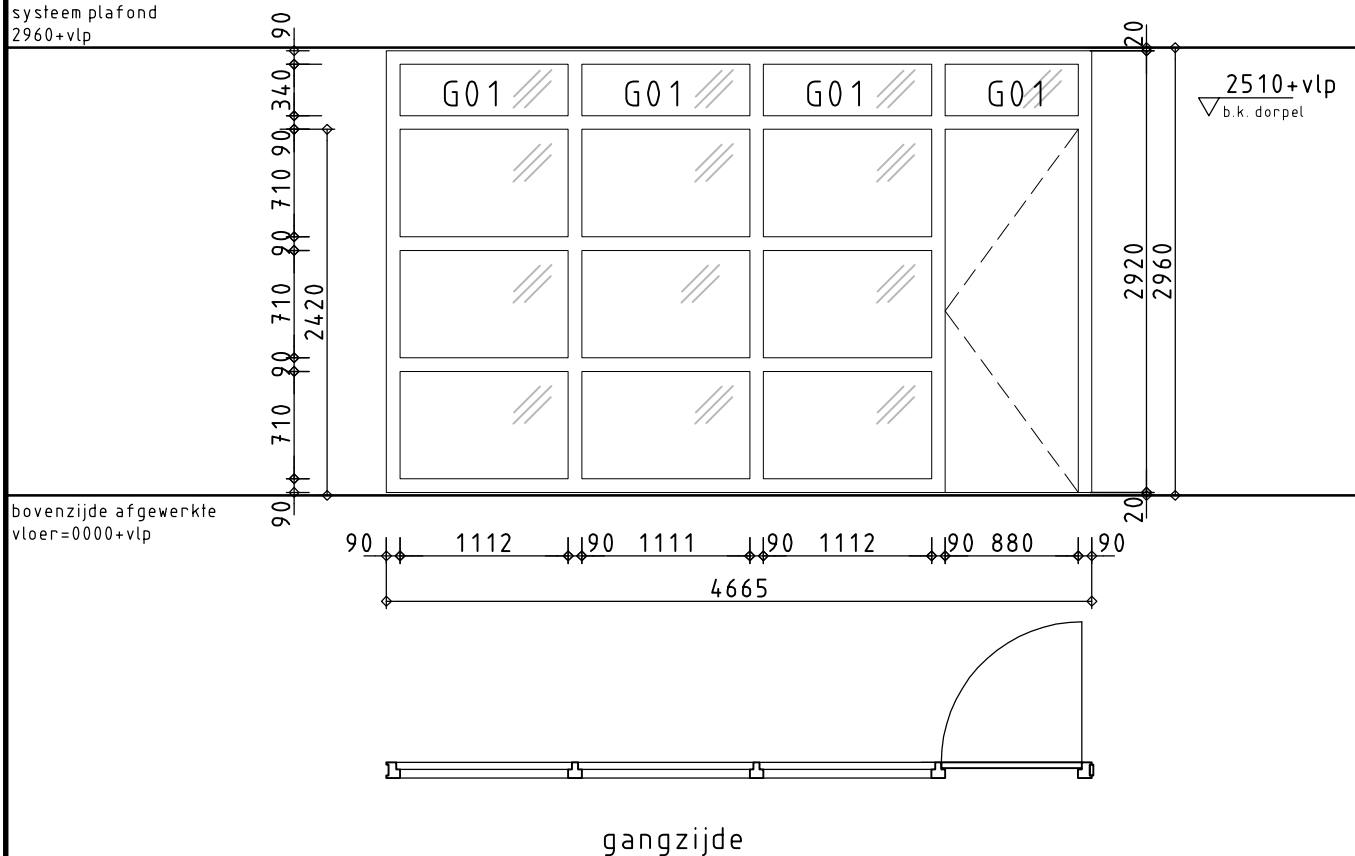 systeem plafond
2960+vlp
90
20
G01 G01 G01 G01
2510+vlp
b.k. dorpel
340
90
710
90
710
90
710
90
2420
2920
2960
20
bovenzijde afgewerkte
vloer=0000+vlp
90 1112 90 1111 90 1112 90 880 90
4665
gangzijde